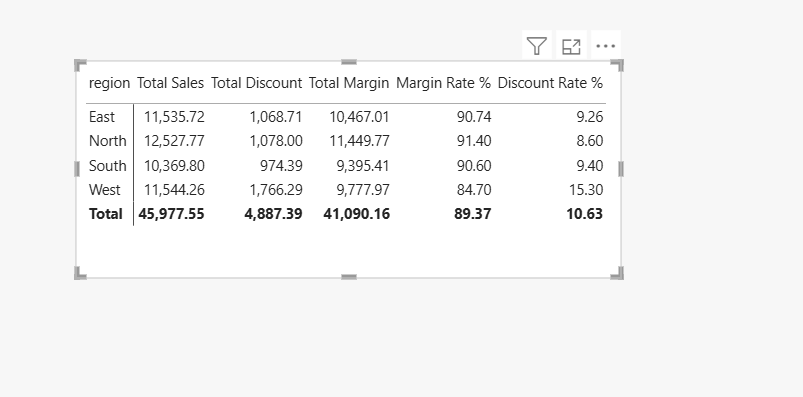 region Total Sales Total Discount Total Margin Margin Rate % Discount Rate %
East 11,535.72 1,068.71 10,467.01 90.74 9.26
North 12,527.77 1,078.00 11,449.77 91.40 8.60
South 10,369.80 974.39 9,395.41 90.60 9.40
West 11,544.26 1,766.29 9,777.97 84.70 15.30
Total 45,977.55 4,887.39 41,090.16 89.37 10.63